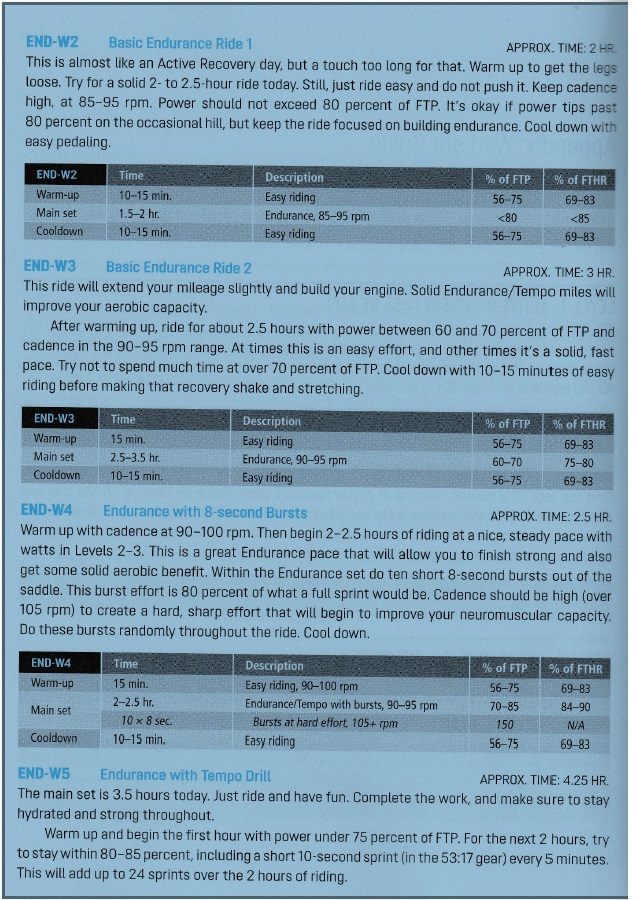 END-W2 Basic Endurance Ride 1 APPROX. TIME: 2 HR.
This is almost like an Active Recovery day, but a touch too long for that. Warm up to get the legs
loose. Try for a solid 2- to 2.5-hour ride today. Still, just ride easy and do not push it. Keep cadence
high, at 85–95 rpm. Power should not exceed 80 percent of FTP. It's okay if power tips past
80 percent on the occasional hill, but keep the ride focused on building endurance. Cool down with
easy pedaling.
END-W2 Time Description % of FTP % of FTHR
Warm-up 10–15 min. Easy riding 56–75 69–83
Main set 1.5–2 hr. Endurance, 85–95 rpm <80 <85
Cooldown 10–15 min. Easy riding 56–75 69–83
END-W3 Basic Endurance Ride 2 APPROX. TIME: 3 HR.
This ride will extend your mileage slightly and build your engine. Solid Endurance/Tempo miles will
improve your aerobic capacity.
After warming up, ride for about 2.5 hours with power between 60 and 70 percent of FTP and
cadence in the 90–95 rpm range. At times this is an easy effort, and other times it's a solid, fast
pace. Try not to spend much time at over 70 percent of FTP. Cool down with 10–15 minutes of easy
riding before making that recovery shake and stretching.
END-W3 Time Description % of FTP % of FTHR
Warm-up 15 min. Easy riding 56–75 69–83
Main set 2.5–3.5 hr. Endurance, 90–95 rpm 60–70 75–80
Cooldown 10–15 min. Easy riding 56–75 69–83
END-W4 Endurance with 8-second Bursts APPROX. TIME: 2.5 HR.
Warm up with cadence at 90–100 rpm. Then begin 2–2.5 hours of riding at a nice, steady pace with
watts in Levels 2–3. This is a great Endurance pace that will allow you to finish strong and also
get some solid aerobic benefit. Within the Endurance set do ten short 8-second bursts out of the
saddle. This burst effort is 80 percent of what a full sprint would be. Cadence should be high (over
105 rpm) to create a hard, sharp effort that will begin to improve your neuromuscular capacity.
Do these bursts randomly throughout the ride. Cool down.
END-W4 Time Description % of FTP % of FTHR
Warm-up 15 min. Easy riding, 90–100 rpm 56–75 69–83
Main set 2–2.5 hr. Endurance/Tempo with bursts, 90–95 rpm 70–85 84–90
10 × 8 sec. Bursts at hard effort, 105+ rpm 150 N/A
Cooldown 10–15 min. Easy riding 56–75 69–83
END-W5 Endurance with Tempo Drill APPROX. TIME: 4.25 HR.
The main set is 3.5 hours today. Just ride and have fun. Complete the work, and make sure to stay
hydrated and strong throughout.
Warm up and begin the first hour with power under 75 percent of FTP. For the next 2 hours, try
to stay within 80–85 percent, including a short 10-second sprint (in the 53:17 gear) every 5 minutes.
This will add up to 24 sprints over the 2 hours of riding.